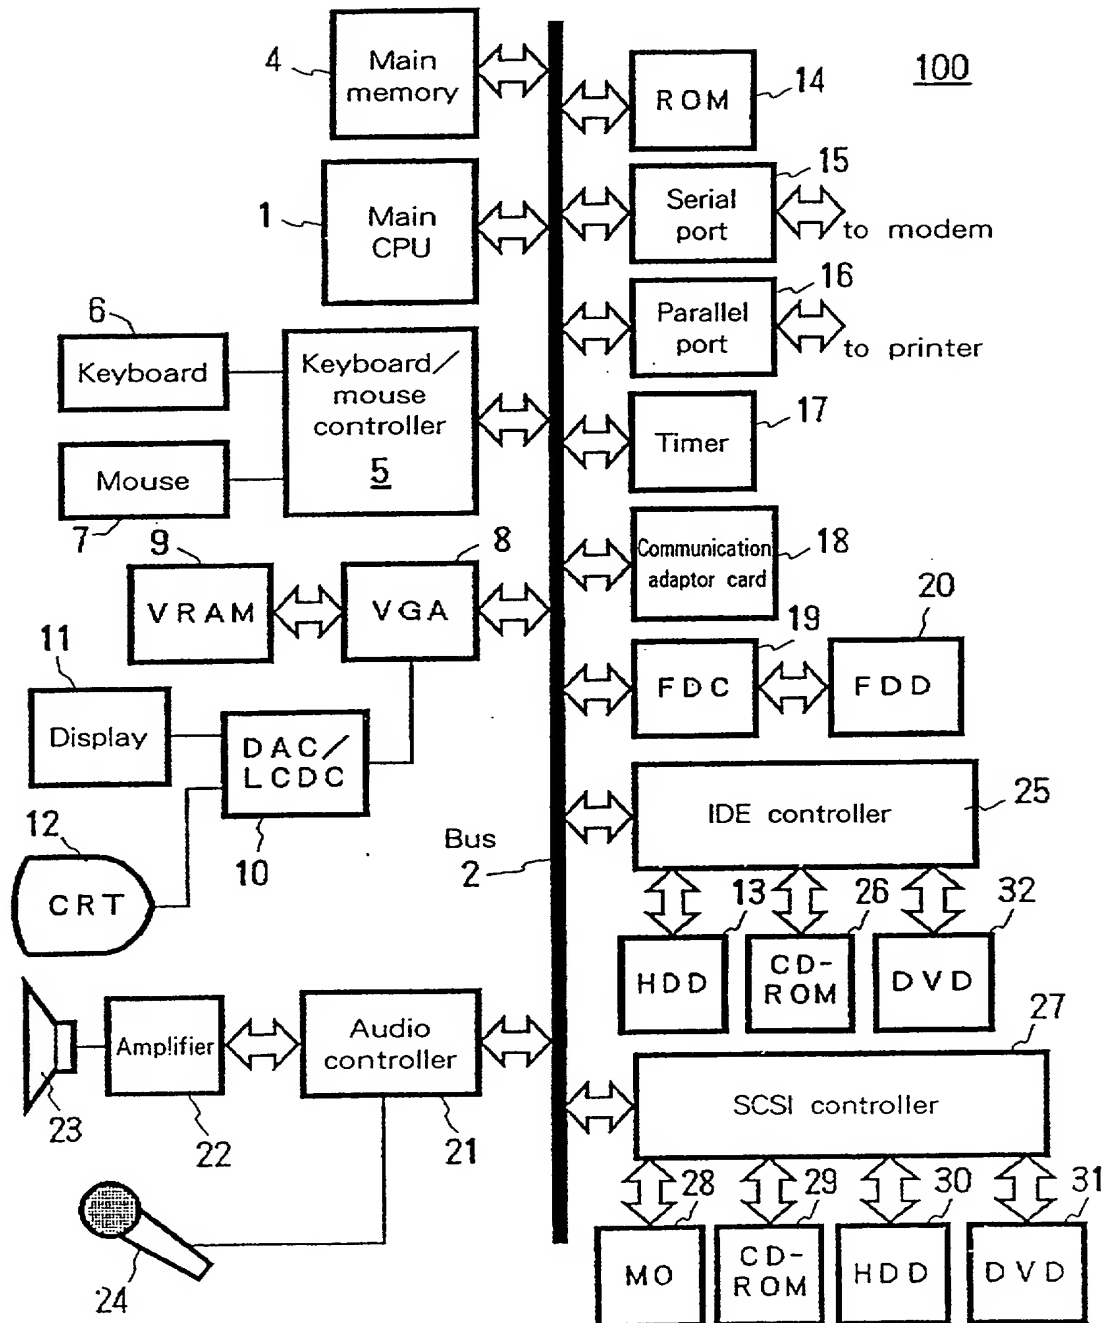 4
Main
memory
ROM
14
100
1
Main
CPU
15
Serial
port
to modem
16
Parallel
port
to printer
6
Keyboard
Keyboard/
mouse
controller
5
Mouse
7
17
Timer
9
VRAM
8
VGA
Communication
adaptor card
18
11
Display
DAC/
LCDC
10
19
FDC
20
FDD
12
CRT
Bus
2
IDE controller
25
13
HDD
26
CD-
ROM
32
DVD
23
Amplifier
22
Audio
controller
21
27
SCSI controller
24
28
MO
29
CD-
ROM
30
HDD
31
DVD